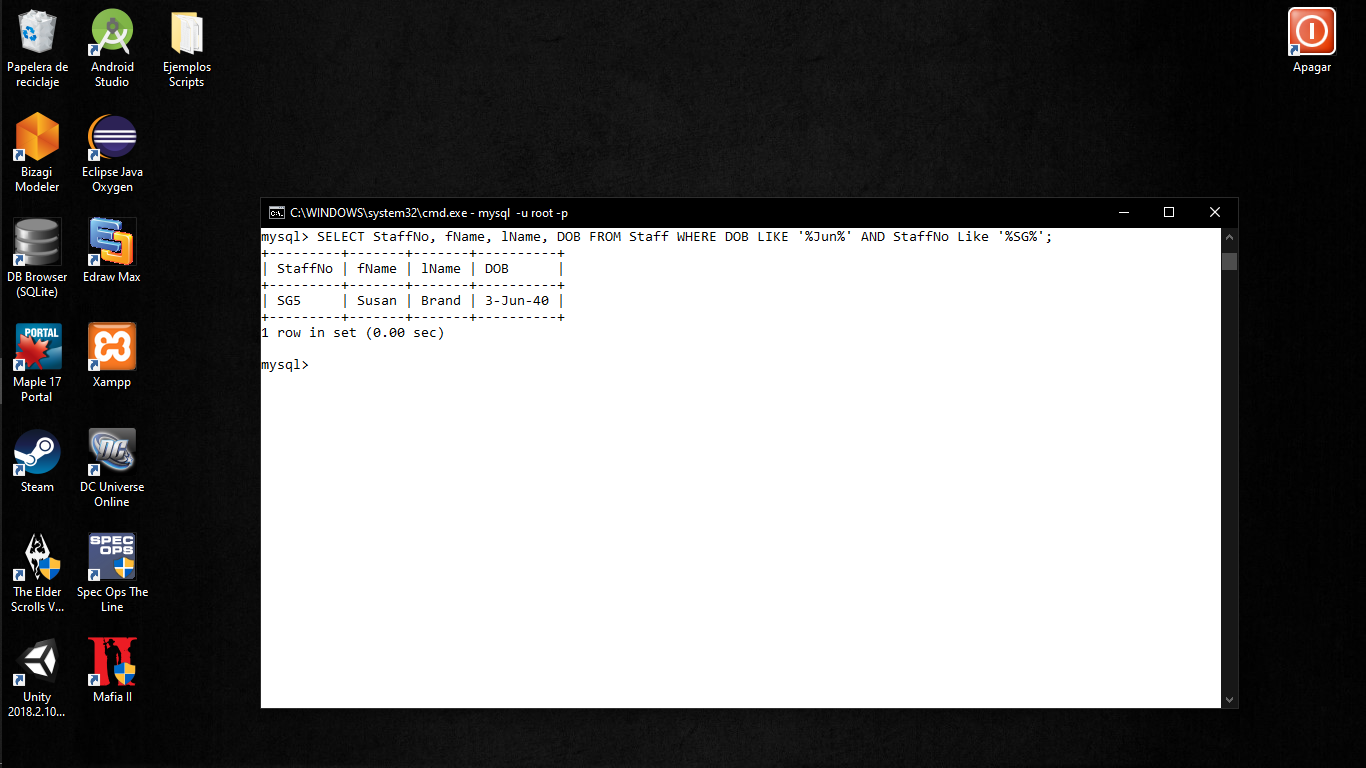 Papelera de
reciclaje
Android
Studio
Ejemplos
Scripts
Apagar
Bizagi
Modeler
Eclipse Java
Oxygen
DB Browser
(SQLite)
Edraw Max
PORTAL
Maple 17
Portal
Xampp
Steam
DC
DC Universe
Online
The Elder
Scrolls V...
SPEC
OPS
Spec Ops The
Line
Unity
2018.2.10...
Mafia II
C:\WINDOWS\system32\cmd.exe - mysql  -u root -p
mysql> SELECT StaffNo, fName, lName, DOB FROM Staff WHERE DOB LIKE '%Jun%' AND StaffNo Like '%SG%';
+---------+-------+-------+----------+
| StaffNo | fName | lName | DOB      |
+---------+-------+-------+----------+
| SG5     | Susan | Brand | 3-Jun-40 |
+---------+-------+-------+----------+
1 row in set (0.00 sec)
mysql>